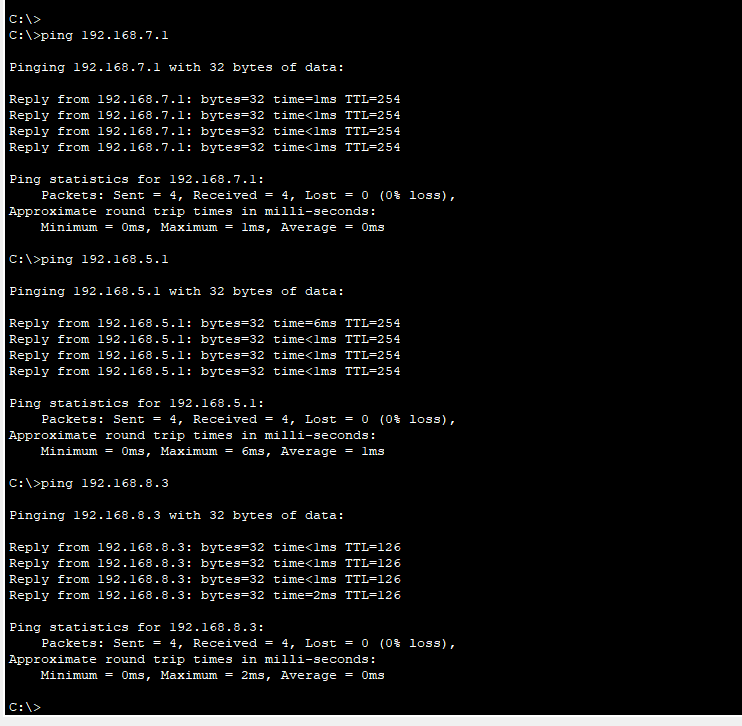 C:\>
C:\>ping 192.168.7.1
Pinging 192.168.7.1 with 32 bytes of data:
Reply from 192.168.7.1: bytes=32 time=1ms TTL=254
Reply from 192.168.7.1: bytes=32 time<1ms TTL=254
Reply from 192.168.7.1: bytes=32 time<1ms TTL=254
Reply from 192.168.7.1: bytes=32 time<1ms TTL=254
Ping statistics for 192.168.7.1:
    Packets: Sent = 4, Received = 4, Lost = 0 (0% loss),
Approximate round trip times in milli-seconds:
    Minimum = 0ms, Maximum = 1ms, Average = 0ms
C:\>ping 192.168.5.1
Pinging 192.168.5.1 with 32 bytes of data:
Reply from 192.168.5.1: bytes=32 time=6ms TTL=254
Reply from 192.168.5.1: bytes=32 time<1ms TTL=254
Reply from 192.168.5.1: bytes=32 time<1ms TTL=254
Reply from 192.168.5.1: bytes=32 time<1ms TTL=254
Ping statistics for 192.168.5.1:
    Packets: Sent = 4, Received = 4, Lost = 0 (0% loss),
Approximate round trip times in milli-seconds:
    Minimum = 0ms, Maximum = 6ms, Average = 1ms
C:\>ping 192.168.8.3
Pinging 192.168.8.3 with 32 bytes of data:
Reply from 192.168.8.3: bytes=32 time<1ms TTL=126
Reply from 192.168.8.3: bytes=32 time<1ms TTL=126
Reply from 192.168.8.3: bytes=32 time<1ms TTL=126
Reply from 192.168.8.3: bytes=32 time=2ms TTL=126
Ping statistics for 192.168.8.3:
    Packets: Sent = 4, Received = 4, Lost = 0 (0% loss),
Approximate round trip times in milli-seconds:
    Minimum = 0ms, Maximum = 2ms, Average = 0ms
C:\>